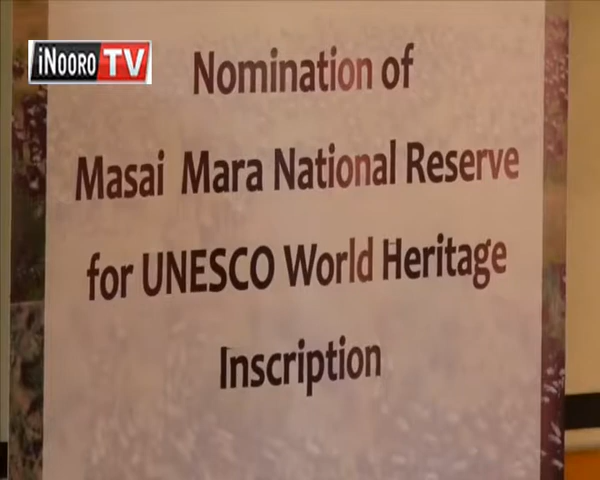 iNOORO TV
Nomination of
Masai Mara National Reserve
for UNESCO World Heritage
Inscription